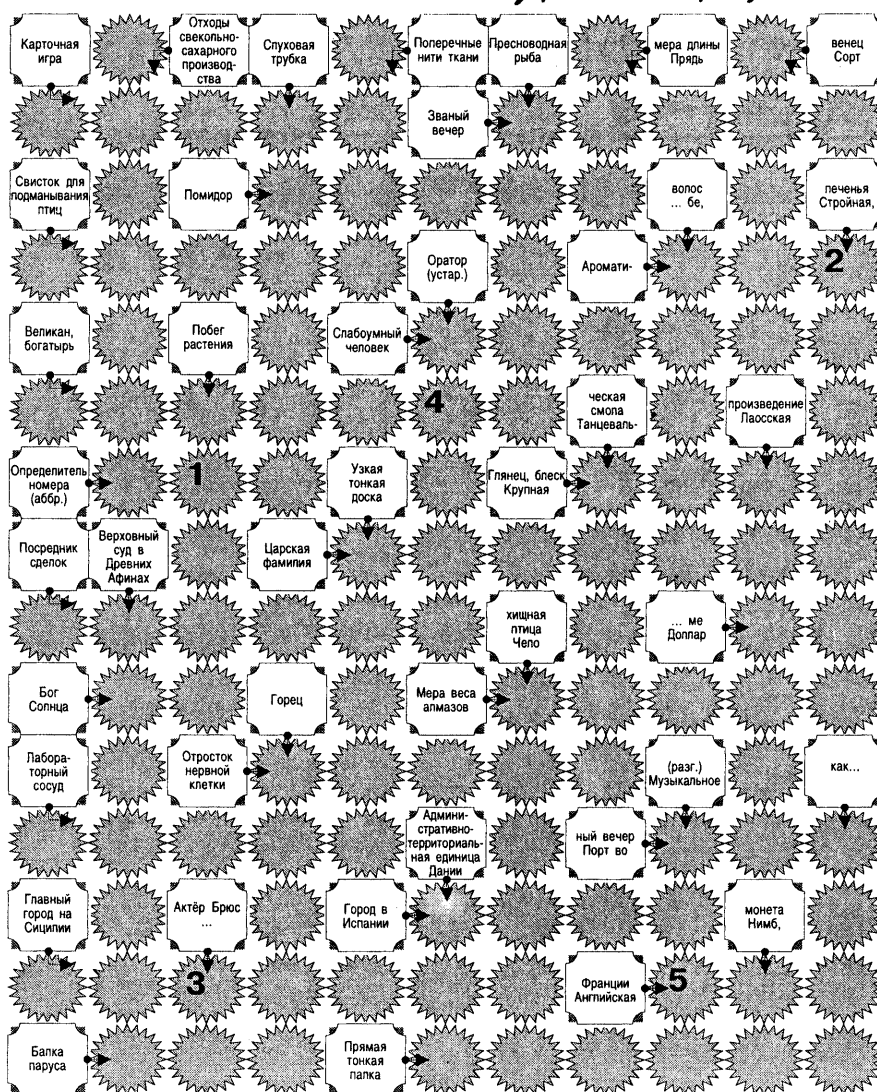 Карточная
игра
Отходы
свекольно-
сахарного
производ-
ства
Слуховая
трубка
Поперечные
нити ткани
Пресноводная
рыба
мера длины
Прядь
венец
Сорт
Званый
вечер
Свисток для
подманывания
птиц
Помидор
волос
... бе,
печенья
Стройная,
Оратор
(устар.)
Аромати-
2
Великан,
богатырь
Побег
растения
Слабоумный
человек
4
ческая
смола
Танцеваль-
произведение
Лаосская
Определитель
номера
(аббр.)
1
Узкая
тонкая
доска
Глянец, блеск
Крупная
Посредник
сделок
Верховный
суд в
Древних
Афинах
Царская
фамилия
хищная
птица
Чело
... ме
Доллар
Бог
Солнца
Горец
Мера веса
алмазов
Лабора-
торный
сосуд
Отросток
нервной
клетки
(разг.)
Музыкальное
как...
Админи-
стративно-
территориаль-
ная единица
Дании
ный вечер
Порт во
Главный
город на
Сиципии
Актёр Брюс
...
Город в
Испании
монета
Нимб,
3
Франции
Английская
5
Балка
паруса
Прямая
тонкая
папка